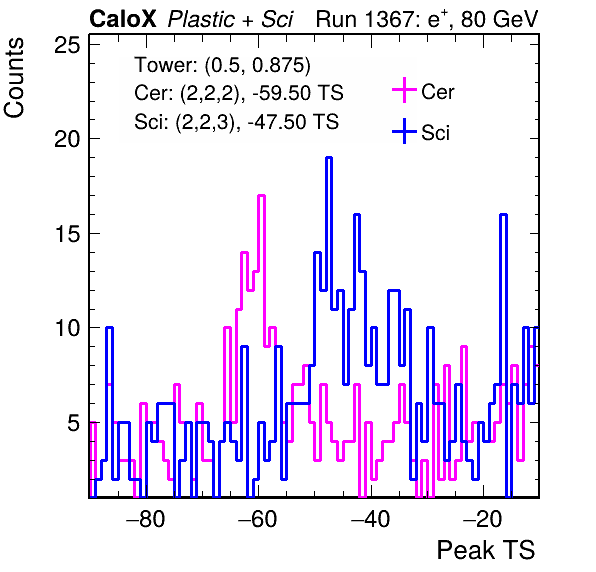 CaloX Plastic + Sci Run 1367: e+, 80 GeV
Counts
25
20
15
10
5
Tower: (0.5, 0.875)
Cer: (2,2,2), -59.50 TS
Sci: (2,2,3), -47.50 TS
Cer
Sci
−80 −60 −40 −20
Peak TS